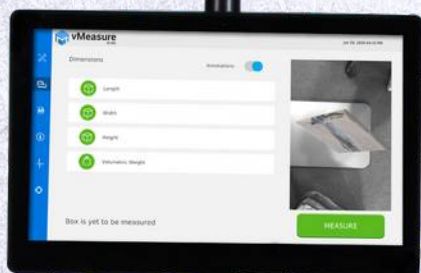 vMeasure
Dimensions
Annotations
Length
Width
Height
Volumetric Weight
Box is yet to be measured
MEASURE